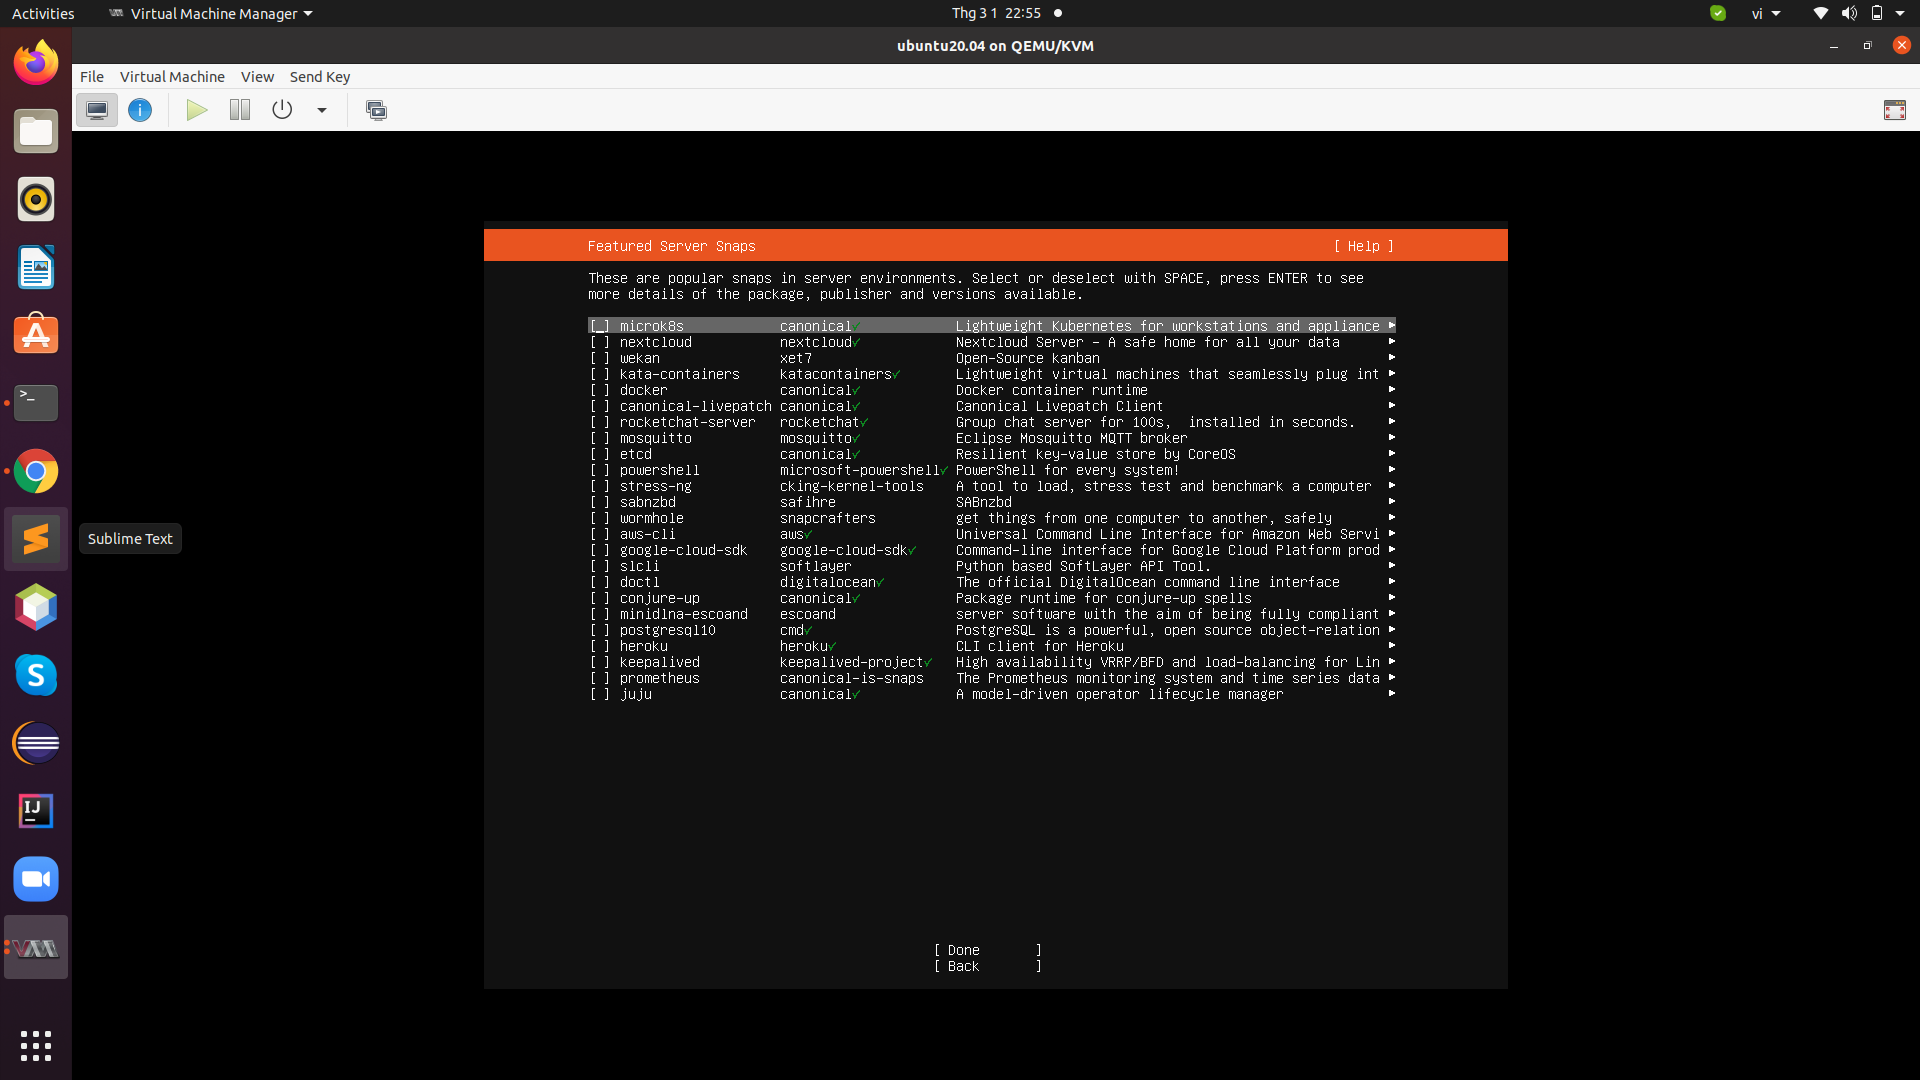 Activities Virtual Machine Manager Thg 3 1 22:55 vi
ubuntu20.04 on QEMU/KVM
File Virtual Machine View Send Key
Featured Server Snaps [ Help ]
These are popular snaps in server environments. Select or deselect with SPACE, press ENTER to see
more details of the package, publisher and versions available.
[ ] microk8s canonical✓ Lightweight Kubernetes for workstations and appliance ▸
[ ] nextcloud nextcloud✓ Nextcloud Server - A safe home for all your data ▸
[ ] wekan xet7 Open-Source kanban ▸
[ ] kata-containers katacontainers✓ Lightweight virtual machines that seamlessly plug int ▸
[ ] docker canonical✓ Docker container runtime ▸
[ ] canonical-livepatch canonical✓ Canonical Livepatch Client ▸
[ ] rocketchat-server rocketchat✓ Group chat server for 100s,  installed in seconds. ▸
[ ] mosquitto mosquitto✓ Eclipse Mosquitto MQTT broker ▸
[ ] etcd canonical✓ Resilient key-value store by CoreOS ▸
[ ] powershell microsoft-powershell✓ PowerShell for every system! ▸
[ ] stress-ng cking-kernel-tools A tool to load, stress test and benchmark a computer ▸
[ ] sabnzbd safihre SABnzbd ▸
[ ] wormhole snapcrafters get things from one computer to another, safely ▸
[ ] aws-cli aws✓ Universal Command Line Interface for Amazon Web Servi ▸
[ ] google-cloud-sdk google-cloud-sdk✓ Command-line interface for Google Cloud Platform prod ▸
[ ] slcli softlayer Python based SoftLayer API Tool. ▸
[ ] doctl digitalocean✓ The official DigitalOcean command line interface ▸
[ ] conjure-up canonical✓ Package runtime for conjure-up spells ▸
[ ] minidlna-escoand escoand server software with the aim of being fully compliant ▸
[ ] postgresql10 cmd✓ PostgreSQL is a powerful, open source object-relation ▸
[ ] heroku heroku✓ CLI client for Heroku ▸
[ ] keepalived keepalived-project✓ High availability VRRP/BFD and load-balancing for Lin ▸
[ ] prometheus canonical-is-snaps The Prometheus monitoring system and time series data ▸
[ ] juju canonical✓ A model-driven operator lifecycle manager ▸
Sublime Text
[ Done ]
[ Back ]